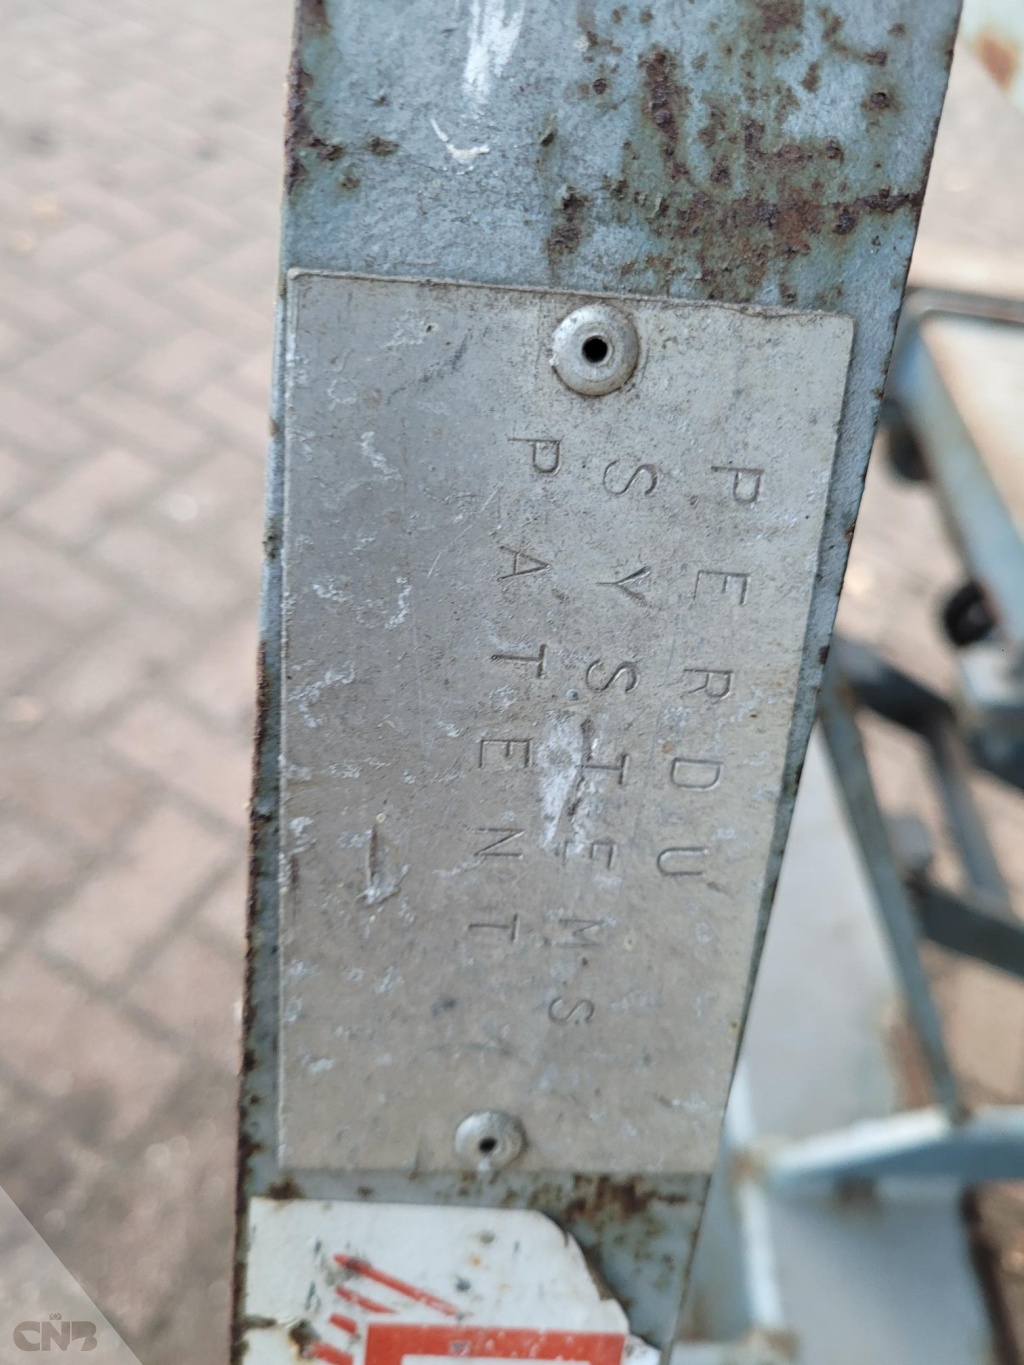 PERDU
SYSTEMS
PATENT
CNB